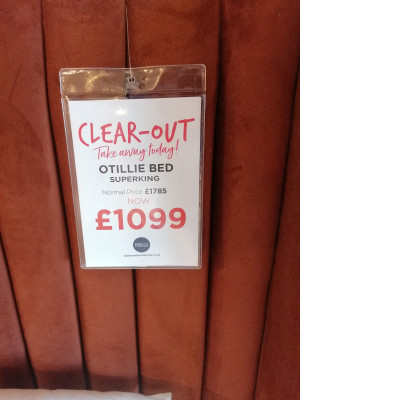 CLEAR-OUT
Take away today!
OTILLIE BED
SUPERKING
Normal Price £1785
NOW
£1099